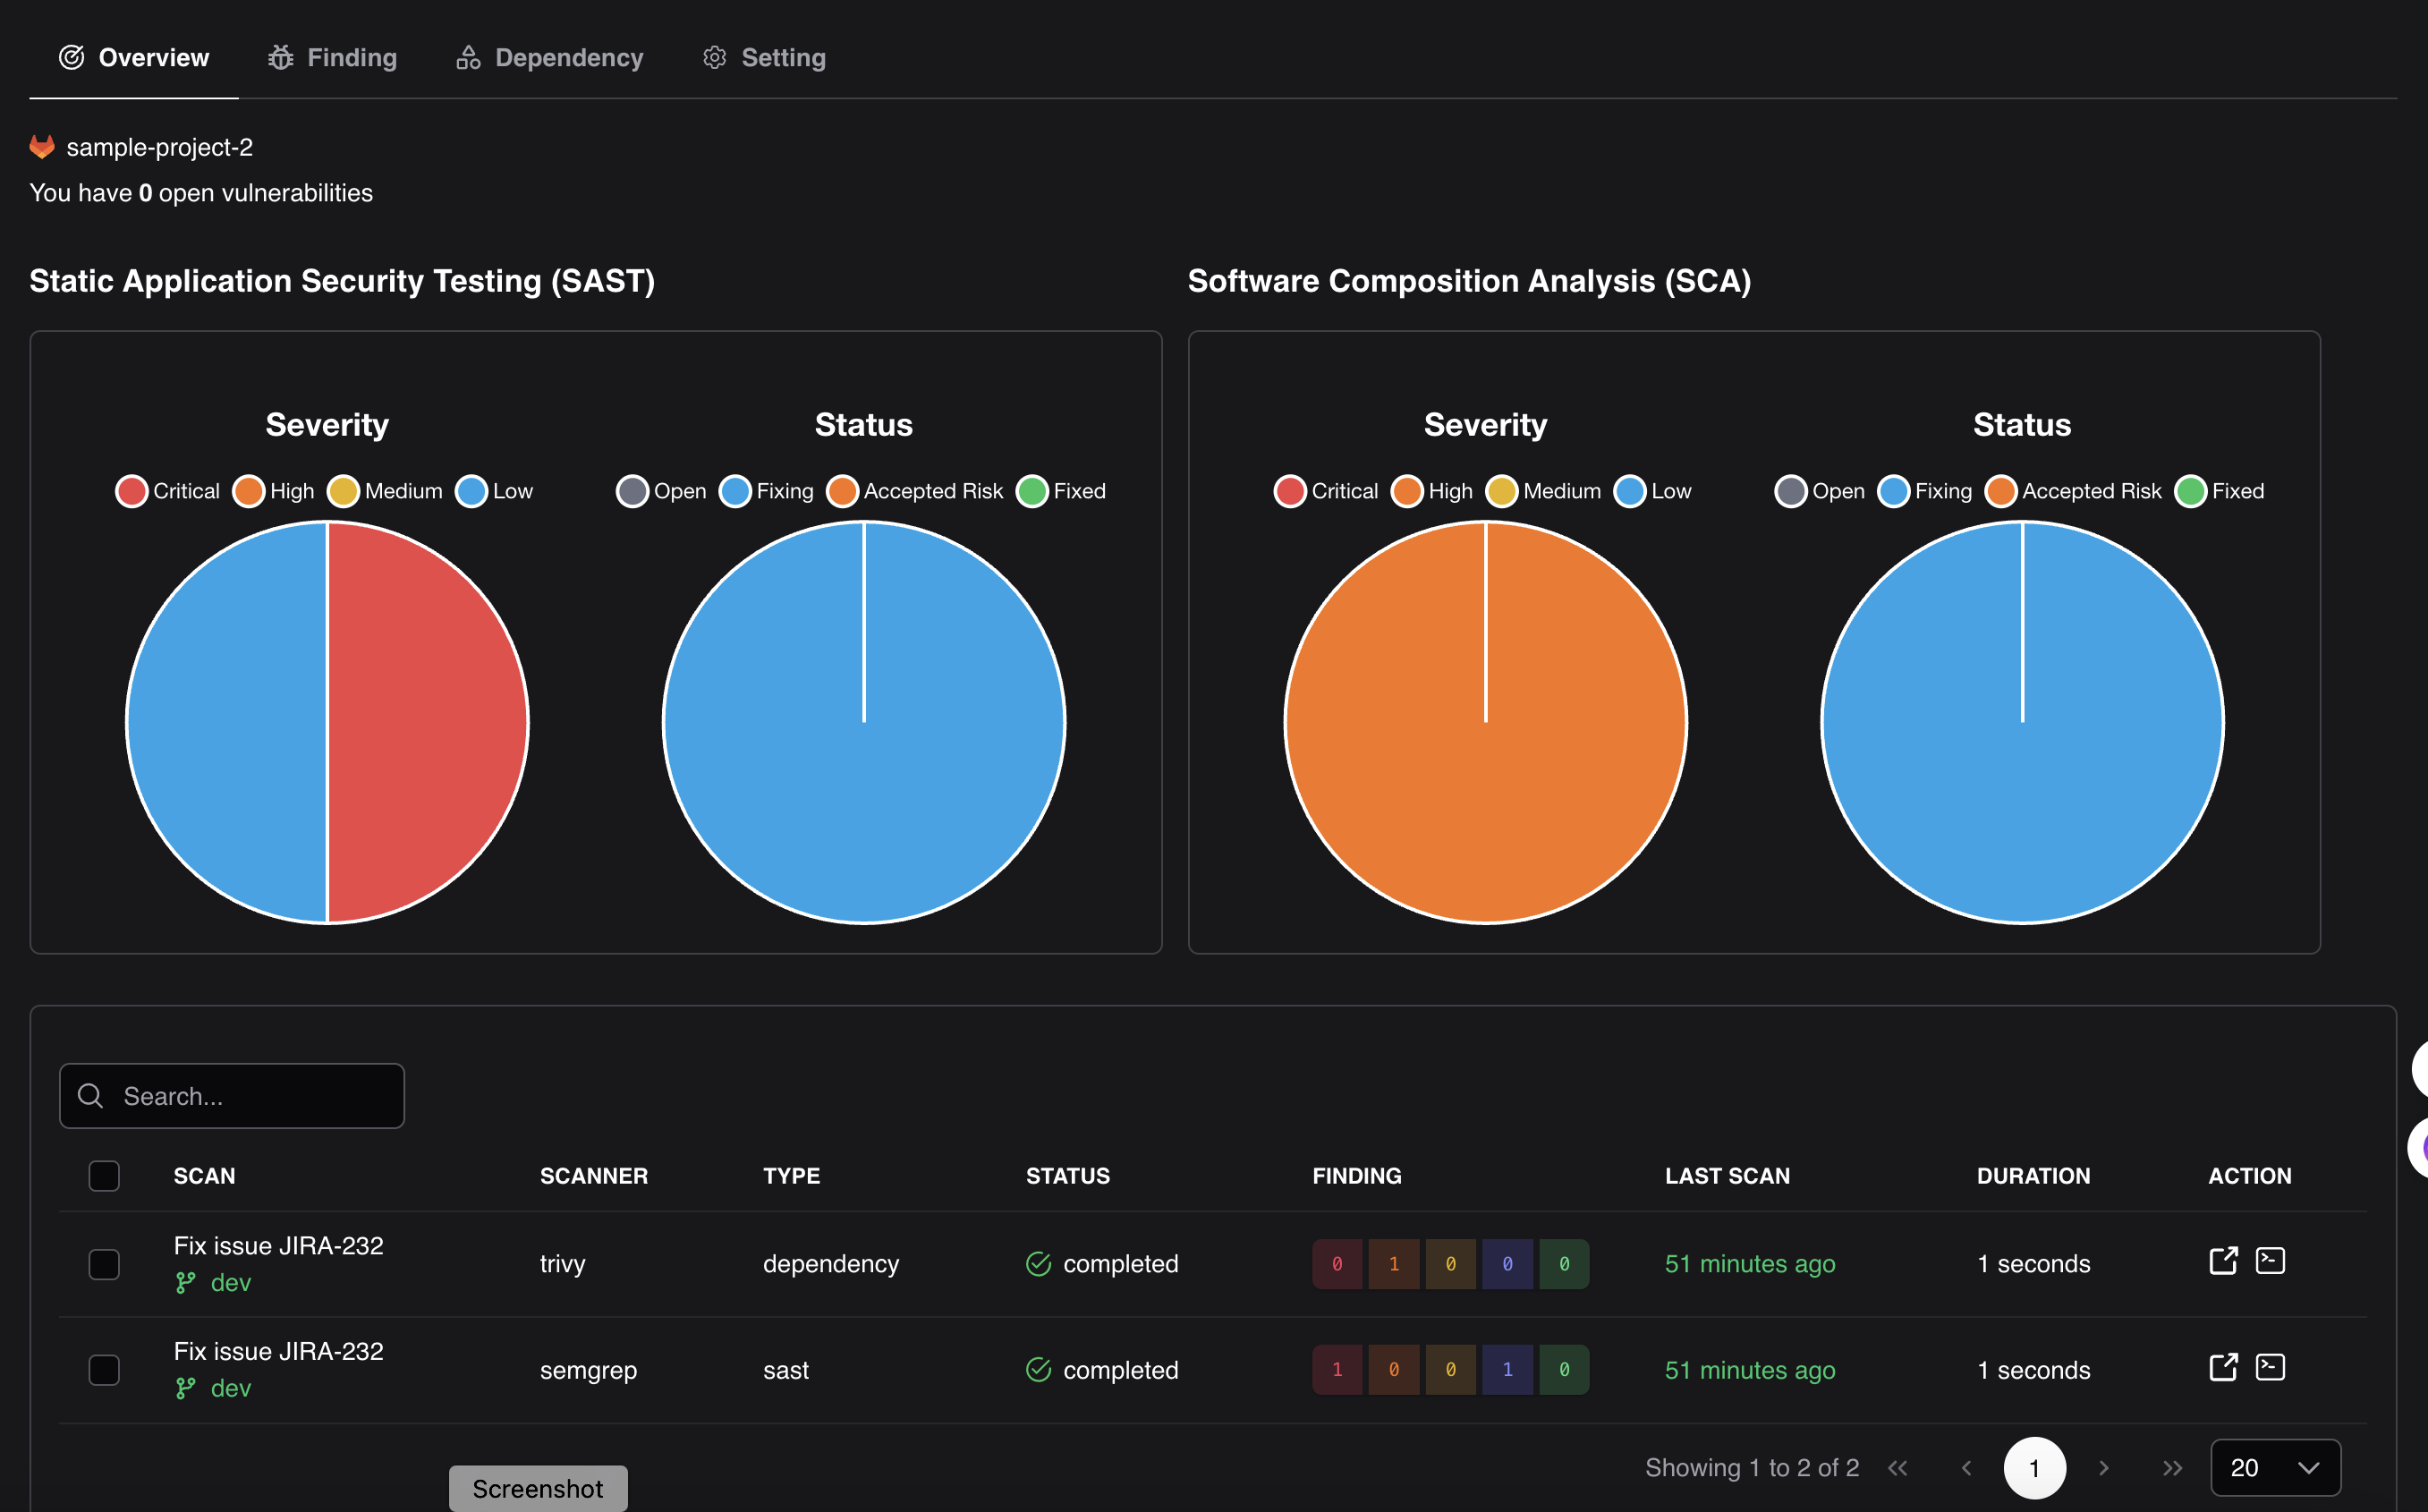 Overview Finding Dependency Setting
sample-project-2
You have 0 open vulnerabilities
Static Application Security Testing (SAST)
Software Composition Analysis (SCA)
Severity
Critical High Medium Low
Status
Open Fixing Accepted Risk Fixed
Severity
Critical High Medium Low
Status
Open Fixing Accepted Risk Fixed
Search...
SCAN SCANNER TYPE STATUS FINDING LAST SCAN DURATION ACTION
Fix issue JIRA-232
dev
trivy dependency completed 0 1 0 0 0 51 minutes ago 1 seconds
Fix issue JIRA-232
dev
semgrep sast completed 1 0 0 1 0 51 minutes ago 1 seconds
Showing 1 to 2 of 2 « ‹ 1 › » 20
Screenshot